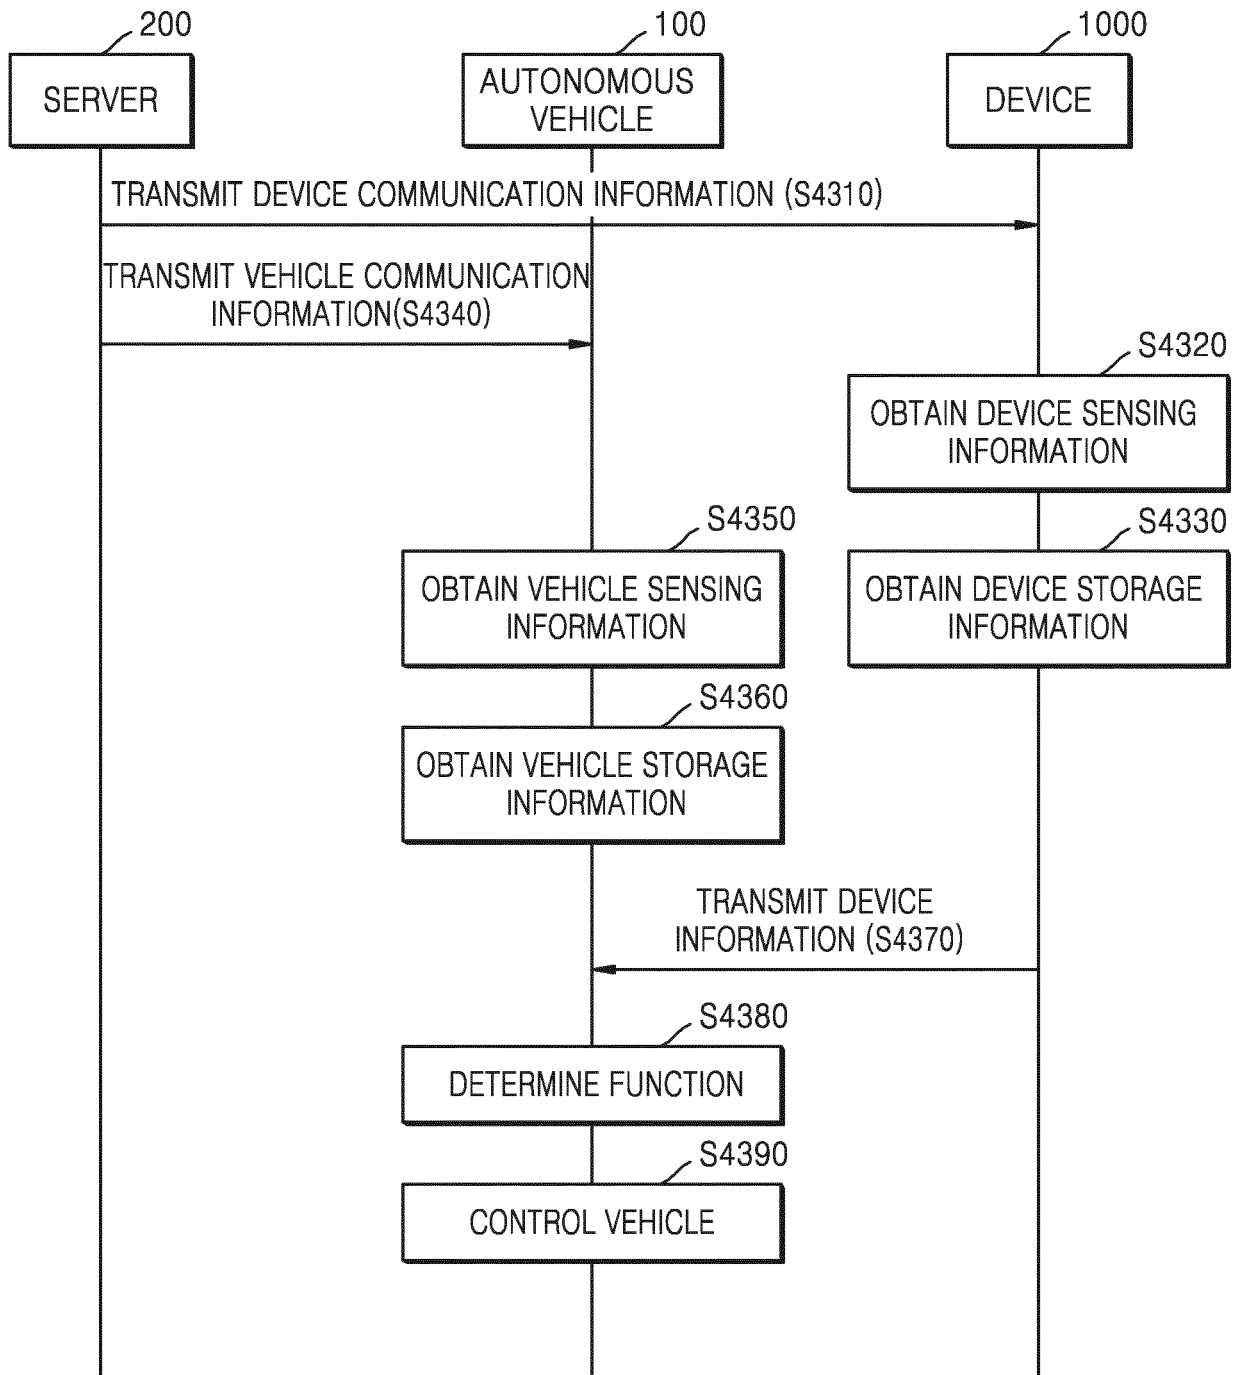 200
100
1000
SERVER
AUTONOMOUS
VEHICLE
DEVICE
TRANSMIT DEVICE COMMUNICATION INFORMATION (S4310)
TRANSMIT VEHICLE COMMUNICATION
INFORMATION(S4340)
S4320
OBTAIN DEVICE SENSING
INFORMATION
S4350
S4330
OBTAIN VEHICLE SENSING
INFORMATION
OBTAIN DEVICE STORAGE
INFORMATION
S4360
OBTAIN VEHICLE STORAGE
INFORMATION
TRANSMIT DEVICE
INFORMATION (S4370)
S4380
DETERMINE FUNCTION
S4390
CONTROL VEHICLE